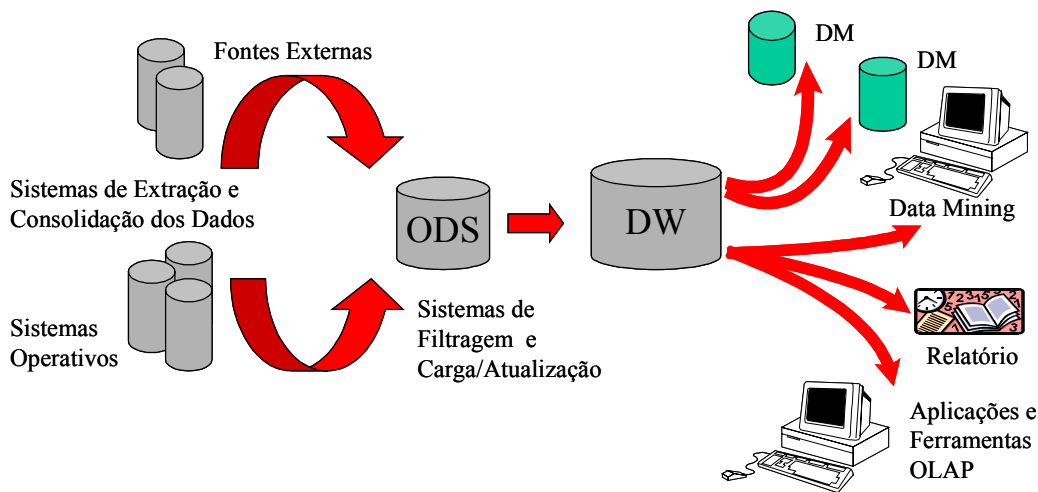 Fontes Externas
DM
DM
Sistemas de Extração e
Consolidação dos Dados
ODS
DW
Data Mining
Sistemas
Operativos
Sistemas de
Filtragem e
Carga/Atualização
Relatório
Aplicações e
Ferramentas
OLAP